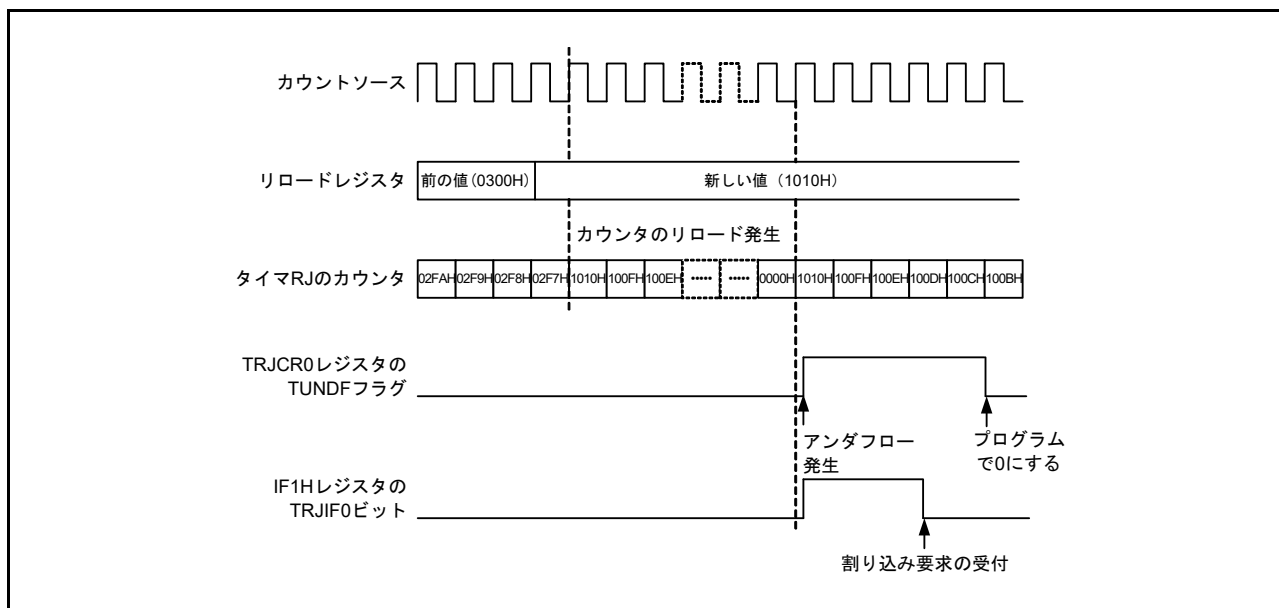 カウントソース
リロードレジスタ
前の値(0300H)
新しい値（1010H）
カウンタのリロード発生
タイマRJのカウンタ
02FAH 02F9H 02F8H 02F7H 1010H 100FH 100EH ····· ····· 0000H 1010H 100FH 100EH 100DH 100CH 100BH
TRJCR0レジスタの
TUNDFフラグ
アンダフロー
発生
プログラム
で0にする
IF1Hレジスタの
TRJIF0ビット
割り込み要求の受付